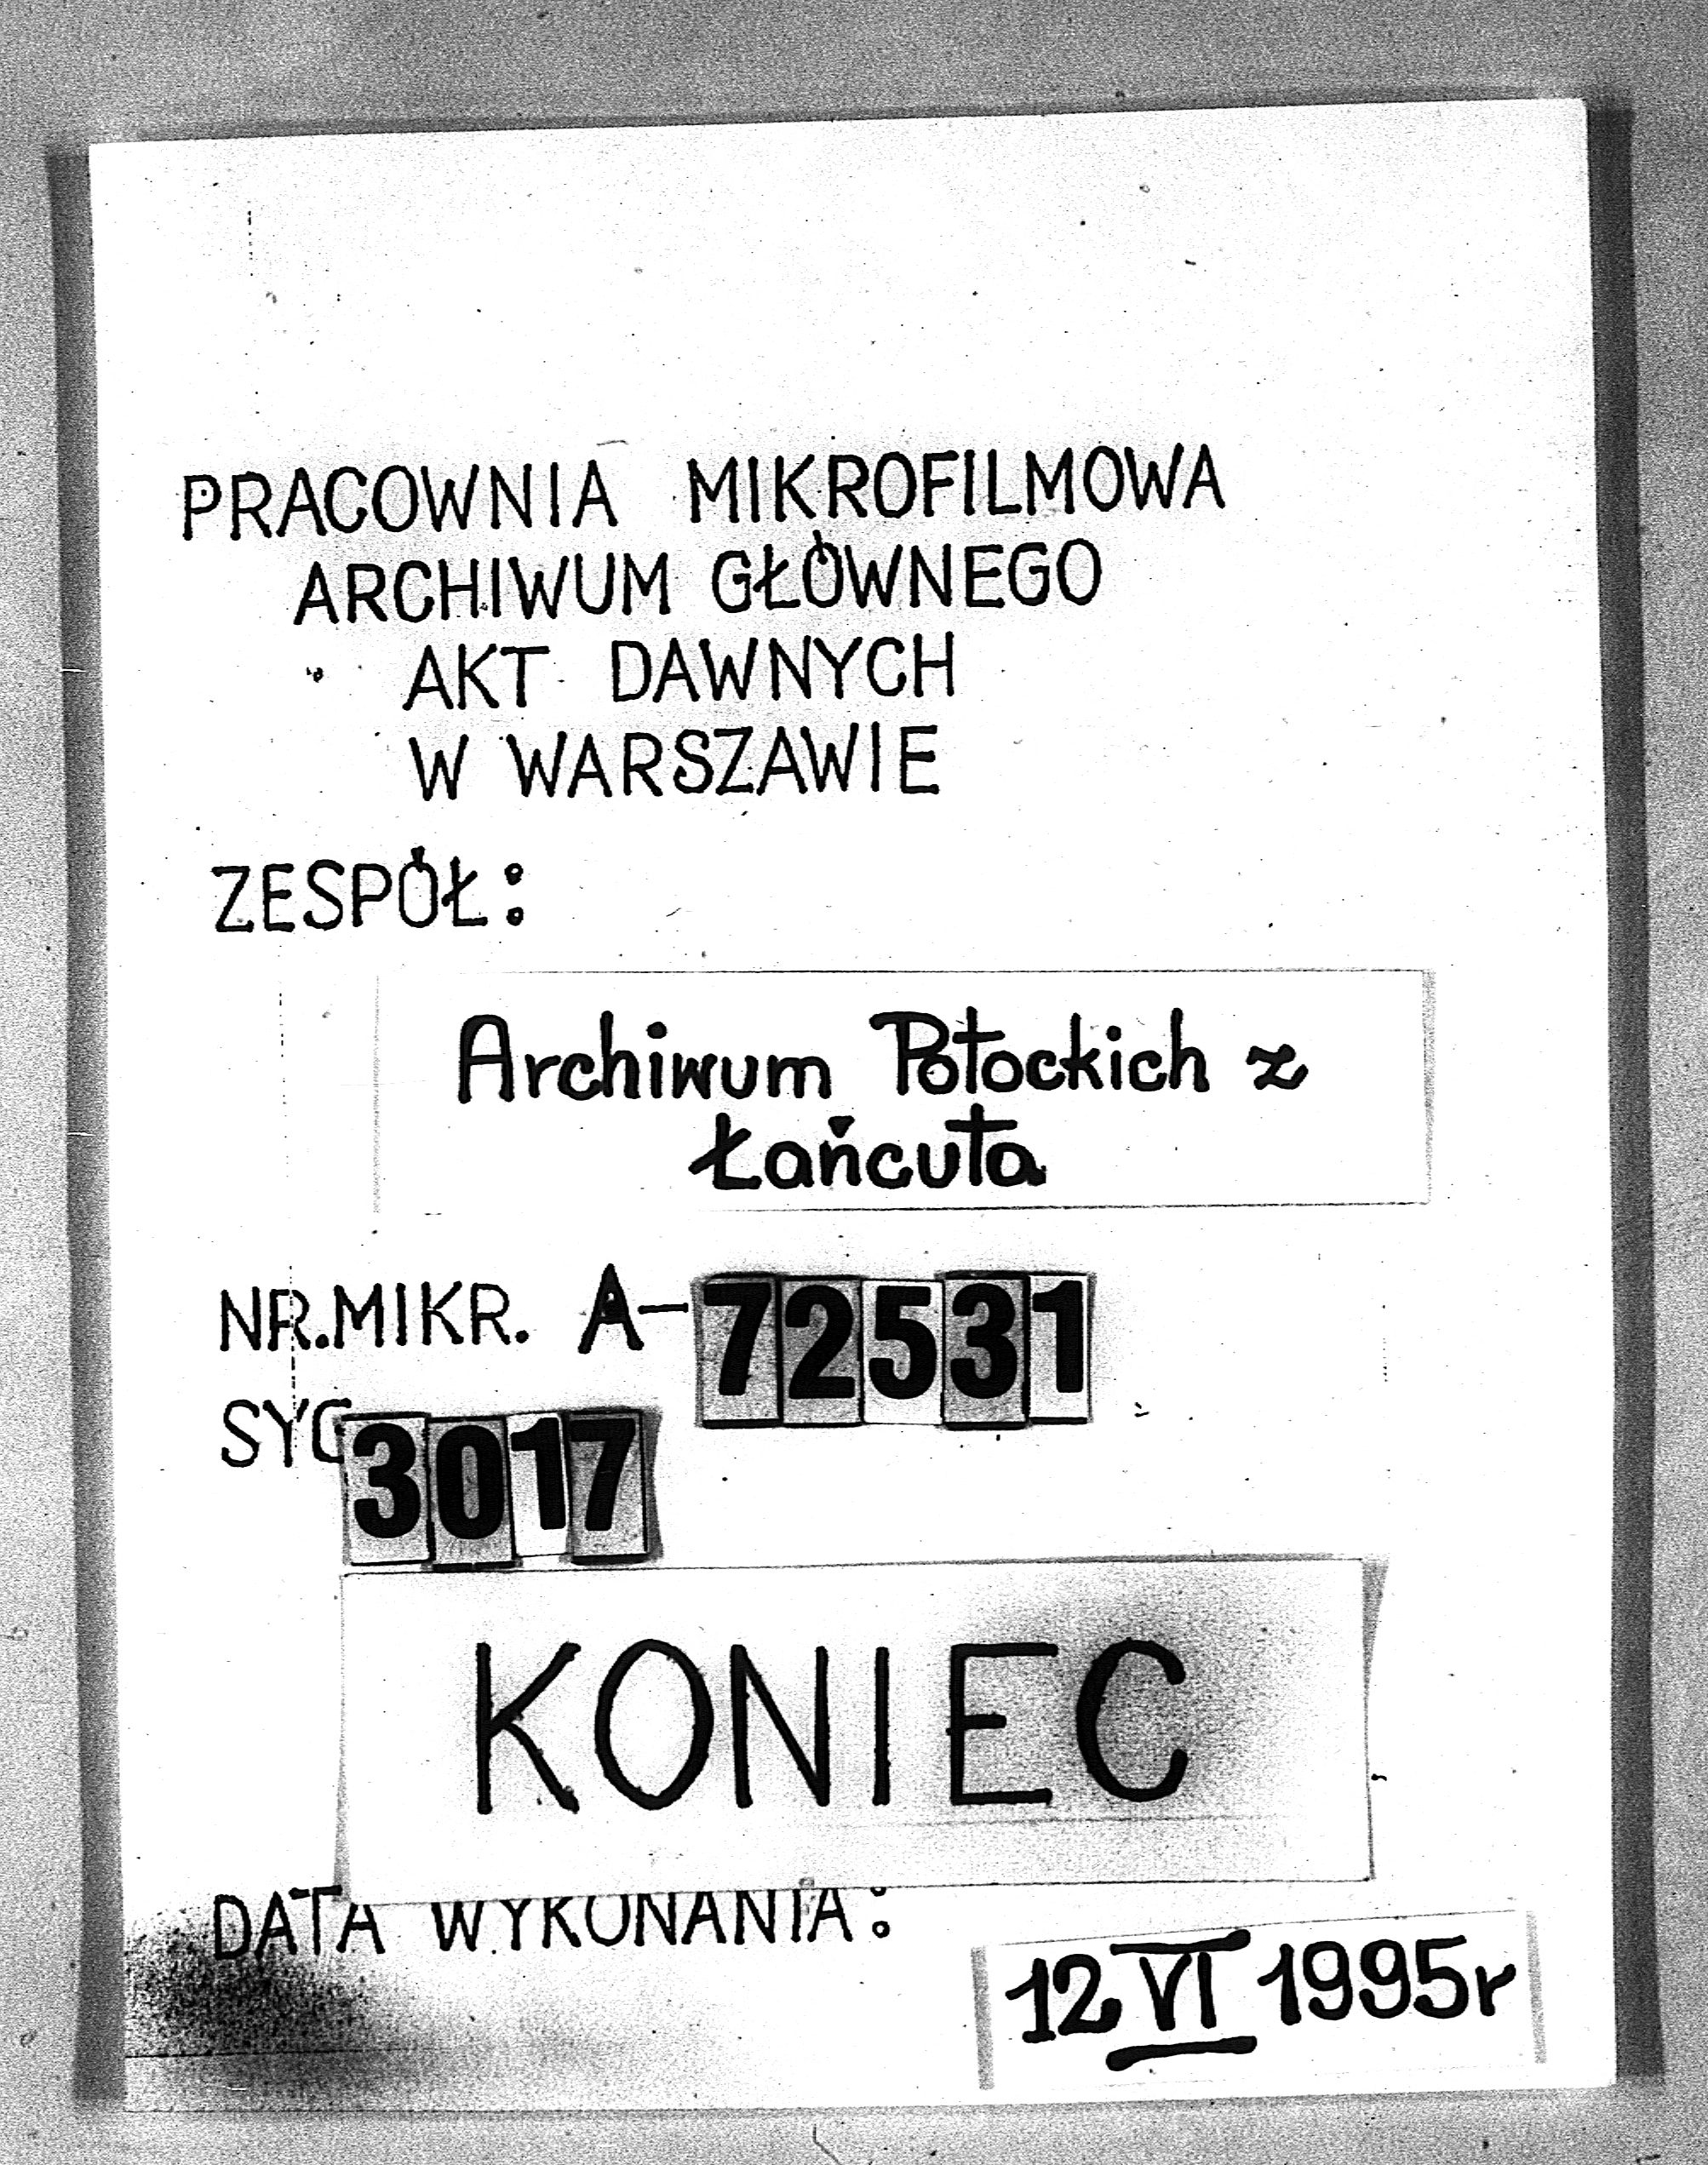 PRACOWNIA MIKROFILMOWA
ARCHIWUM GŁÓWNEGO
AKT DAWNYCH
W WARSZAWIE
ZESPÓŁ:
Archiwum Potockich z
Łańcuta
NR.MIKR. A-72531
SYG 3017
KONIEC
DATA WYKONANIA:
12 VI 1995r